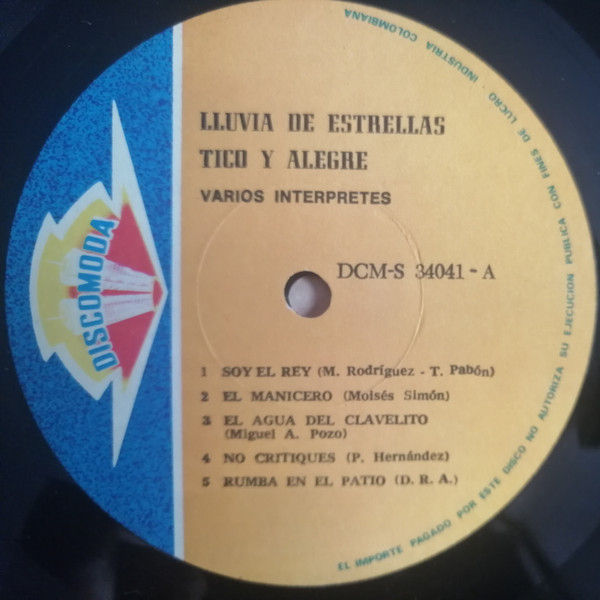 LLUVIA DE ESTRELLAS
TICO Y ALEGRE
VARIOS INTERPRETES
DCM-S 34041 - A
1 SOY EL REY (M. Rodríguez - T. Pabón)
2 EL MANICERO (Moisés Simón)
3 EL AGUA DEL CLAVELITO
(Miguel A. Pozo)
4 NO CRITIQUES (P. Hernández)
5 RUMBA EN EL PATIO (D. R. A.)
DISCOMODA
EL IMPORTE PAGADO POR ESTE DISCO NO AUTORIZA SU EJECUCION PUBLICA CON FINES DE LUCRO INDUSTRIA COLOMBIANA